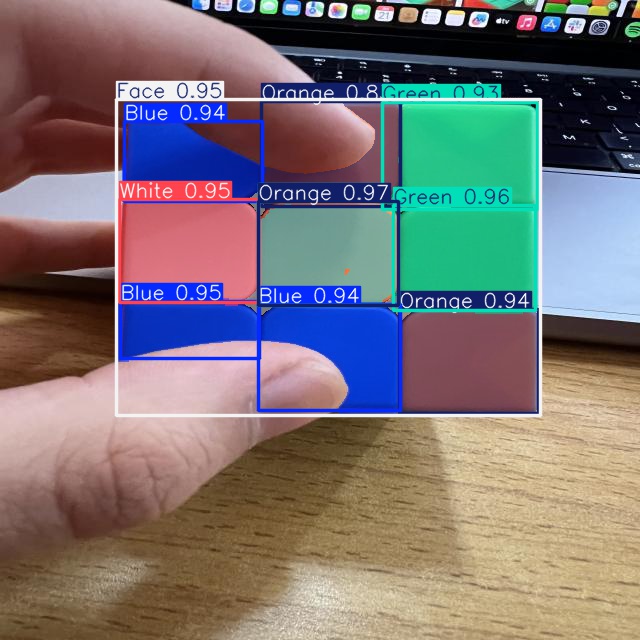 Face 0.95
Orange 0.8
Green 0.93
Blue 0.94
White 0.95
Orange 0.97
Green 0.96
Blue 0.95
Blue 0.94
Orange 0.94